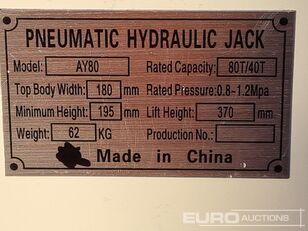 PNEUMATIC HYDRAULIC JACK
Model: AY80 Rated Capacity: 80T/40T
Top Body Width: 180 mm Rated Pressure:0.8~1.2Mpa
Minimum Height: 195 mm Lift Height: 370 mm
Weight: 62 KG Production No.:
Made in China
EURO AUCTIONS